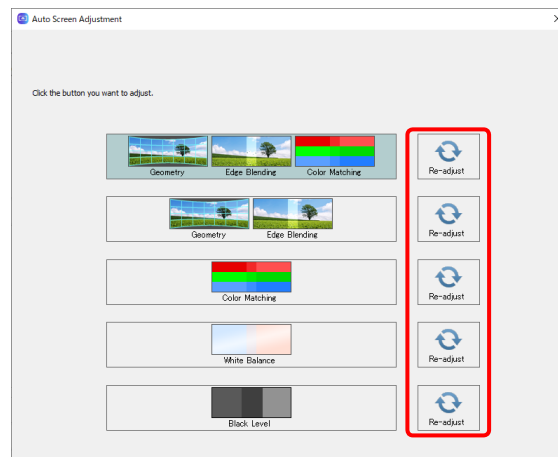 Auto Screen Adjustment
Click the button you want to adjust.
Geometry Edge Blending Color Matching
Re-adjust
Geometry Edge Blending
Re-adjust
Color Matching
Re-adjust
White Balance
Re-adjust
Black Level
Re-adjust